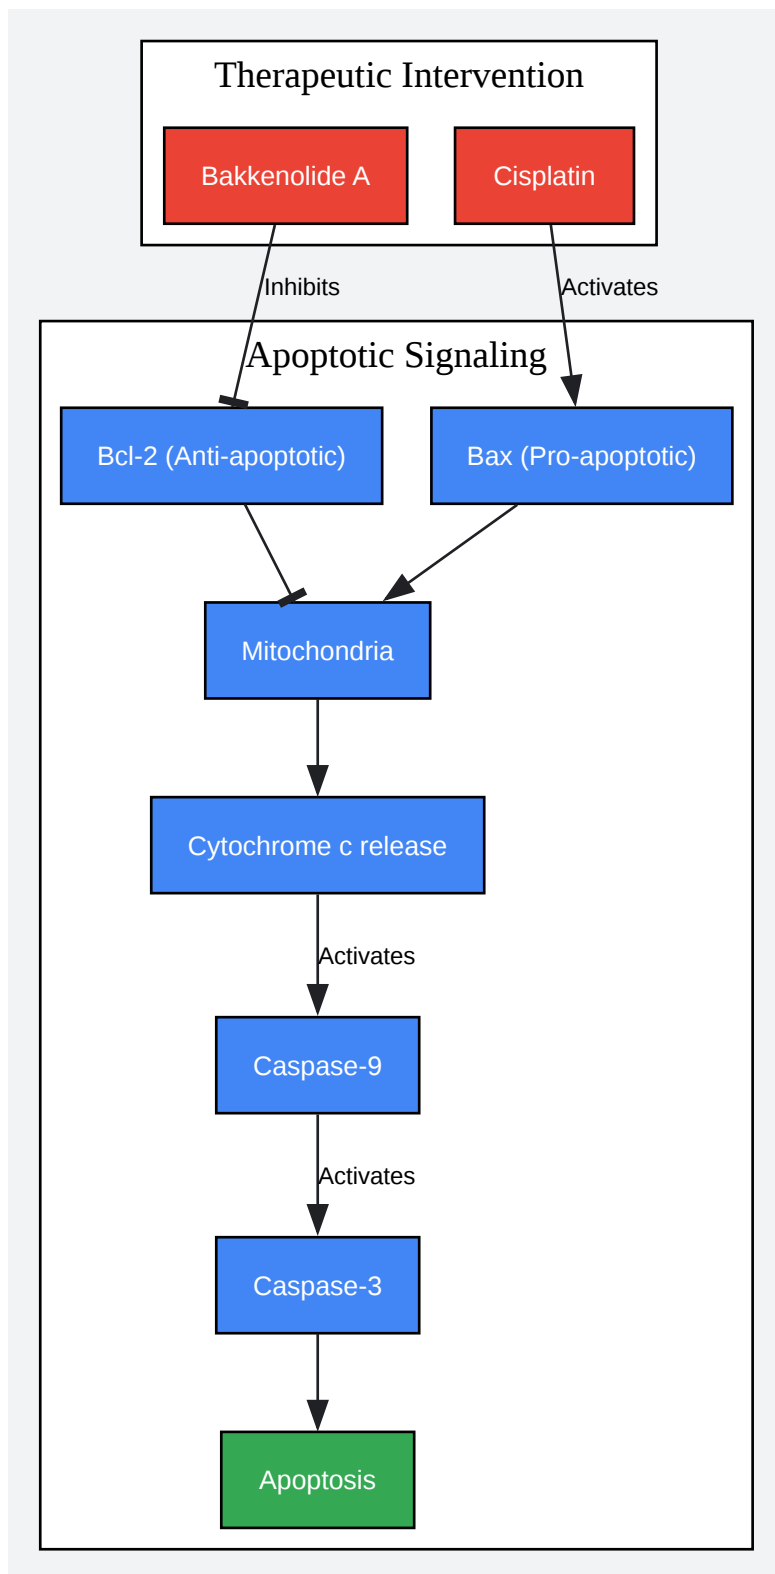 Therapeutic Intervention
Bakkenolide A
Cisplatin
Inhibits
Activates
Apoptotic Signaling
Bcl-2 (Anti-apoptotic)
Bax (Pro-apoptotic)
Mitochondria
Cytochrome c release
Activates
Caspase-9
Activates
Caspase-3
Apoptosis